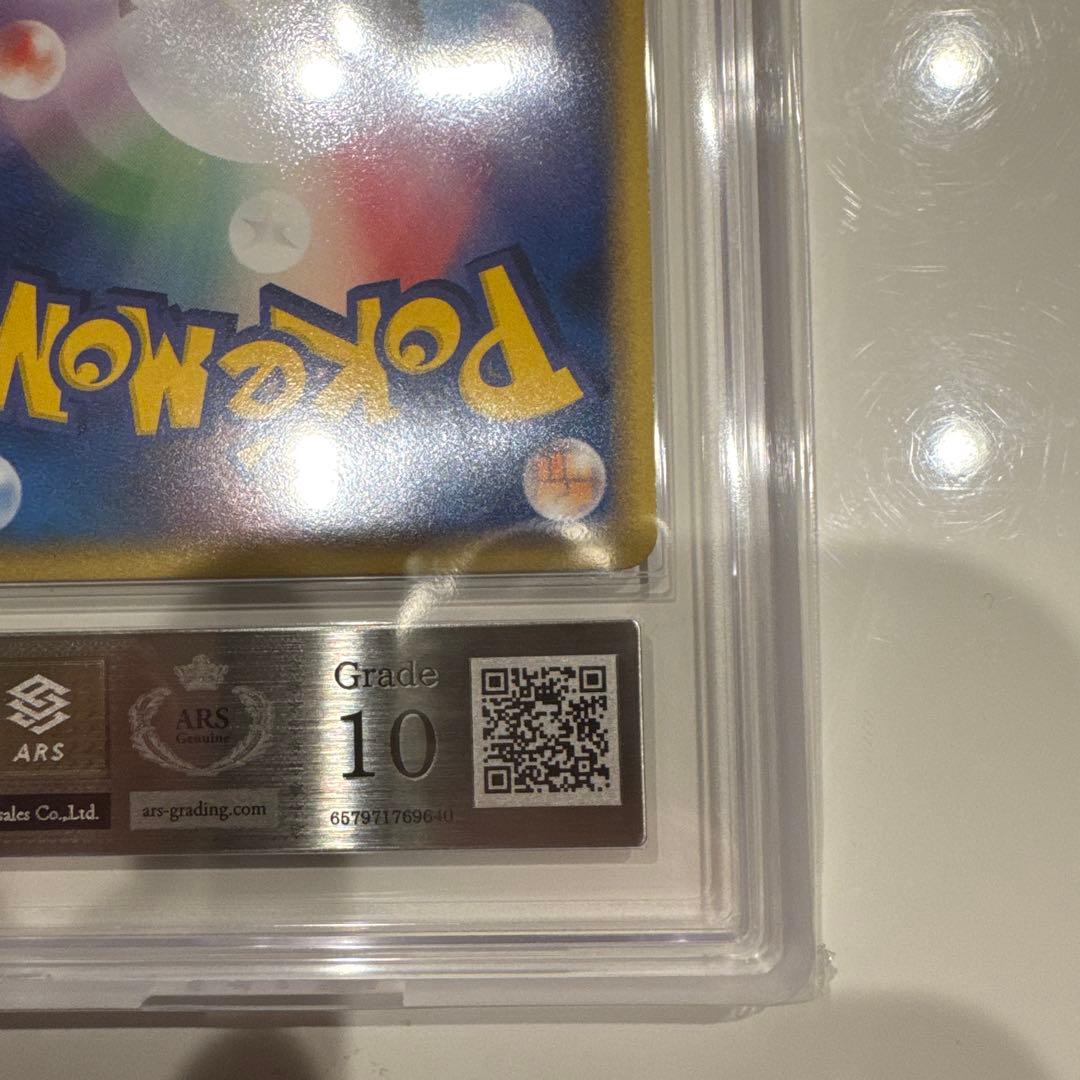 POKéMON
Grade
10
ARS
ARS
Genuine
sales Co.,Ltd.
ars-grading.com
657971769640